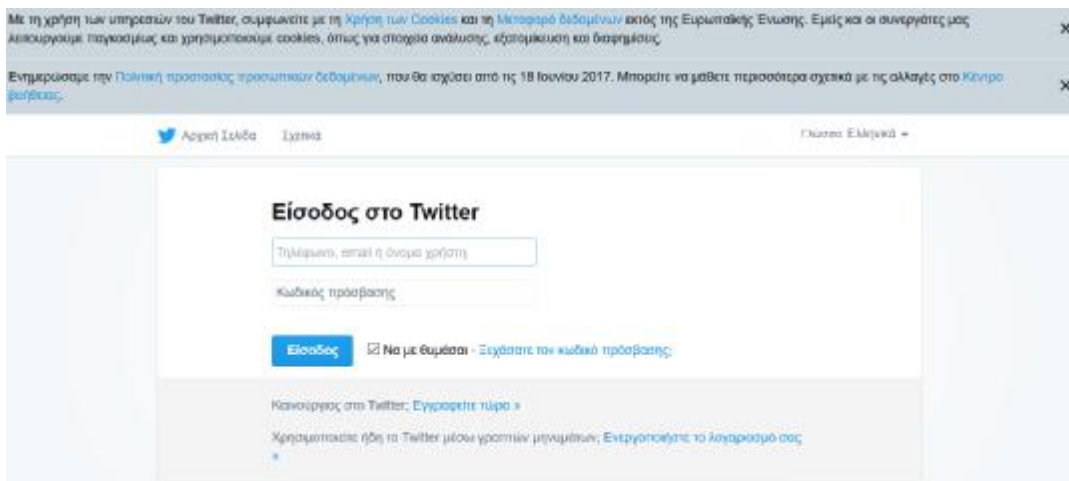 Με τη χρήση των υπηρεσιών του Twitter, συμφωνείτε με τη Χρήση των Cookies και τη Μεταφορά δεδομένων εκτός της Ευρωπαϊκής Ένωσης. Εμείς και οι συνεργάτες μας
λειτουργούμε παγκοσμίως και χρησιμοποιούμε cookies, όπως για στοιχεία ανάλυσης, εξατομίκευση και διαφημίσεις.
Ενημερώσαμε την Πολιτική προστασίας προσωπικών δεδομένων, που θα ισχύσει από τις 18 Ιουνίου 2017. Μπορείτε να μάθετε περισσότερα σχετικά με τις αλλαγές στο Κέντρο
βοήθειας.
Αρχική Σελίδα Σχετικά Γλώσσα: Ελληνικά
Είσοδος στο Twitter
Τηλέφωνο, email ή όνομα χρήστη
Κωδικός πρόσβασης
Είσοδος Να με θυμάσαι · Ξεχάσατε τον κωδικό πρόσβασης;
Καινούργιος στο Twitter; Εγγραφείτε τώρα »
Χρησιμοποιείτε ήδη το Twitter μέσω γραπτών μηνυμάτων; Ενεργοποιήστε το λογαριασμό σας
»